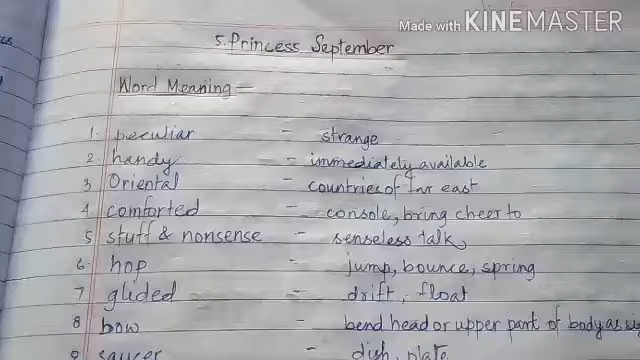 Made with KINEMASTER
5. Princess September
Word Meaning -
1. peculiar - strange
2. handy - immediately available
3 Oriental - countries of far east
4 comforted - console, bring cheer to
5 stuff & nonsense - senseless talk
6. hop - jump, bounce, spring
7 glided - drift, float
8 bow - bend head or upper part of body as
9 saucer - dish, plate